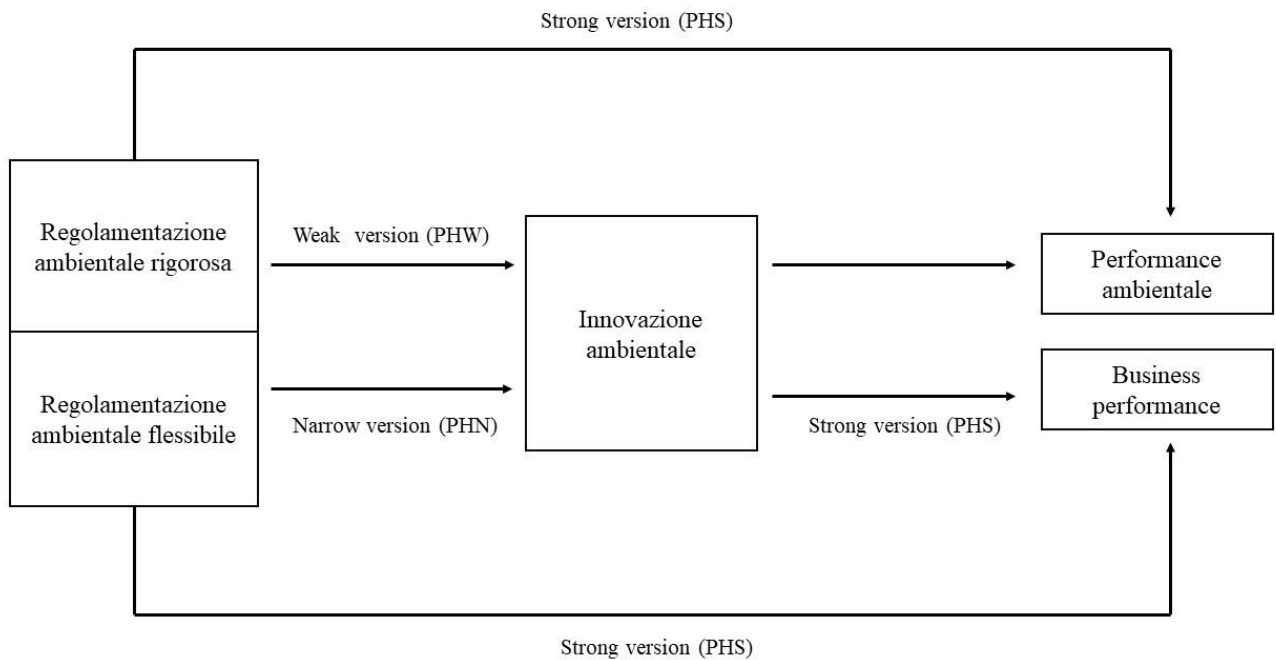 Strong version (PHS)
Regolamentazione
ambientale rigorosa
Weak version (PHW)
Performance
ambientale
Innovazione
ambientale
Regolamentazione
ambientale flessibile
Narrow version (PHN)
Strong version (PHS)
Business
performance
Strong version (PHS)